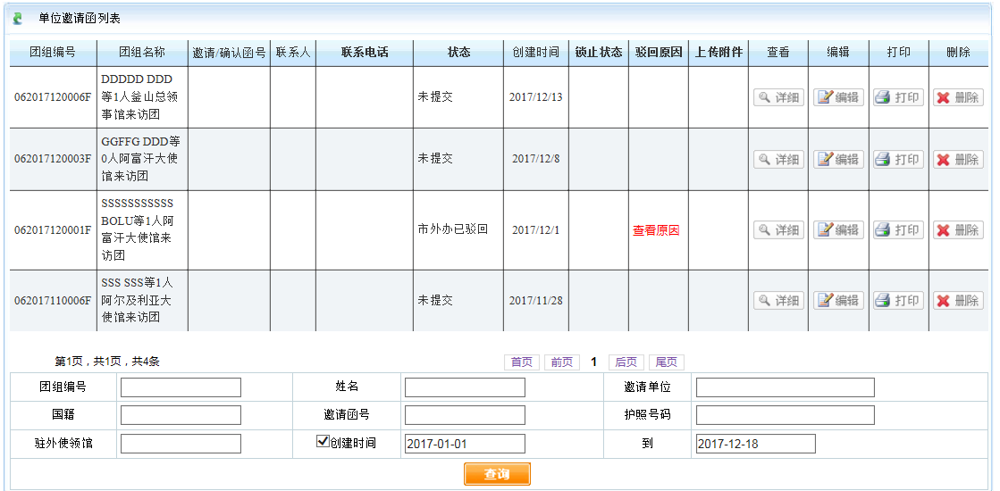 单位邀请函列表
团组编号 团组名称 邀请/确认函号 联系人 联系电话 状态 创建时间 锁止状态 驳回原因 上传附件 查看 编辑 打印 删除
DDDDD DDD
062017120006F 等1人釜山总领 未提交 2017/12/13 详细 编辑 打印 删除
事馆来访团
GGFFG DDD等
062017120003F 0人阿富汗大使 未提交 2017/12/8 详细 编辑 打印 删除
馆来访团
SSSSSSSSSSS
BOLU等1人阿
062017120001F 市外办已驳回 2017/12/1 查看原因 详细 编辑 打印 删除
富汗大使馆来
访团
SSS SSS等1人
062017110006F 阿尔及利亚大 未提交 2017/11/28 详细 编辑 打印 删除
使馆来访团
第1页，共1页，共4条 首页 前页 1 后页 尾页
团组编号 姓名 邀请单位
国籍 邀请函号 护照号码
驻外使领馆 创建时间 2017-01-01 到 2017-12-18
查询